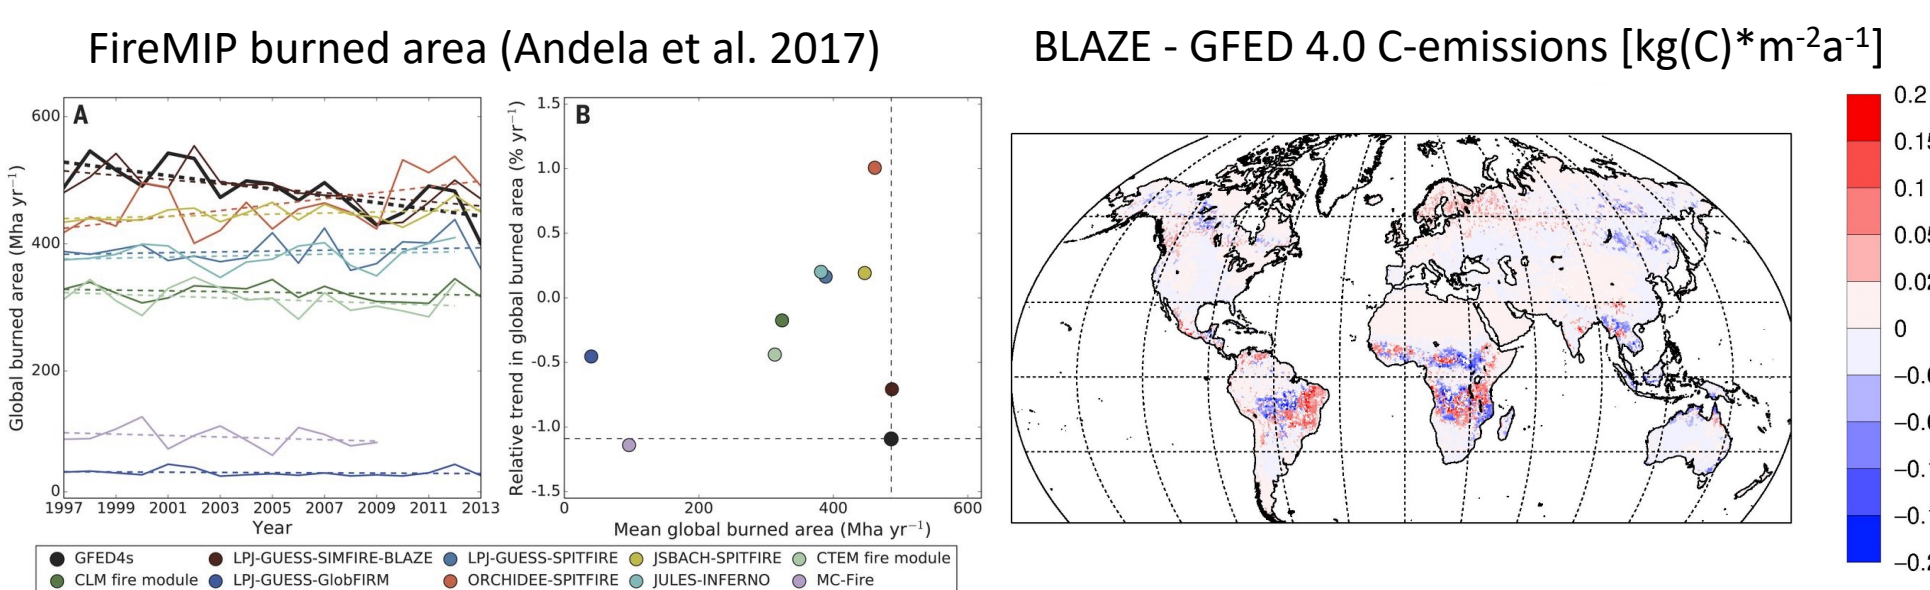 FireMIP burned area (Andela et al. 2017)
BLAZE - GFED 4.0 C-emissions [kg(C)*m-2a-1]
A
Global burned area (Mha yr−1)
600
400
200
0
1997 1999 2001 2003 2005 2007 2009 2011 2013
Year
B
Relative trend in global burned area (% yr−1)
1.5
1.0
0.5
0.0
-0.5
-1.0
-1.5
0 200 400 600
Mean global burned area (Mha yr−1)
GFED4s LPJ-GUESS-SIMFIRE-BLAZE LPJ-GUESS-SPITFIRE JSBACH-SPITFIRE CTEM fire module
CLM fire module LPJ-GUESS-GlobFIRM ORCHIDEE-SPITFIRE JULES-INFERNO MC-Fire
0.2
0.15
0.1
0